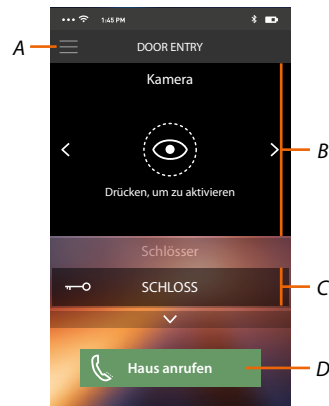 1:45 PM
A
DOOR ENTRY
Kamera
B
Drücken, um zu aktivieren
Schlösser
SCHLOSS
C
Haus anrufen
D